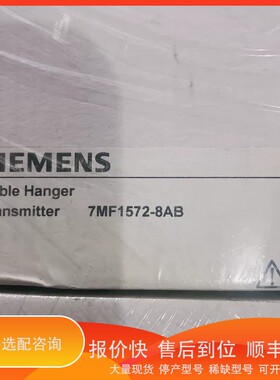 IEMENS
ble Hanger
ansmitter 7MF1572-8AB
选配咨询
报价快 售后到位 顺丰
大量现货 停产型号 稀缺型号 可开